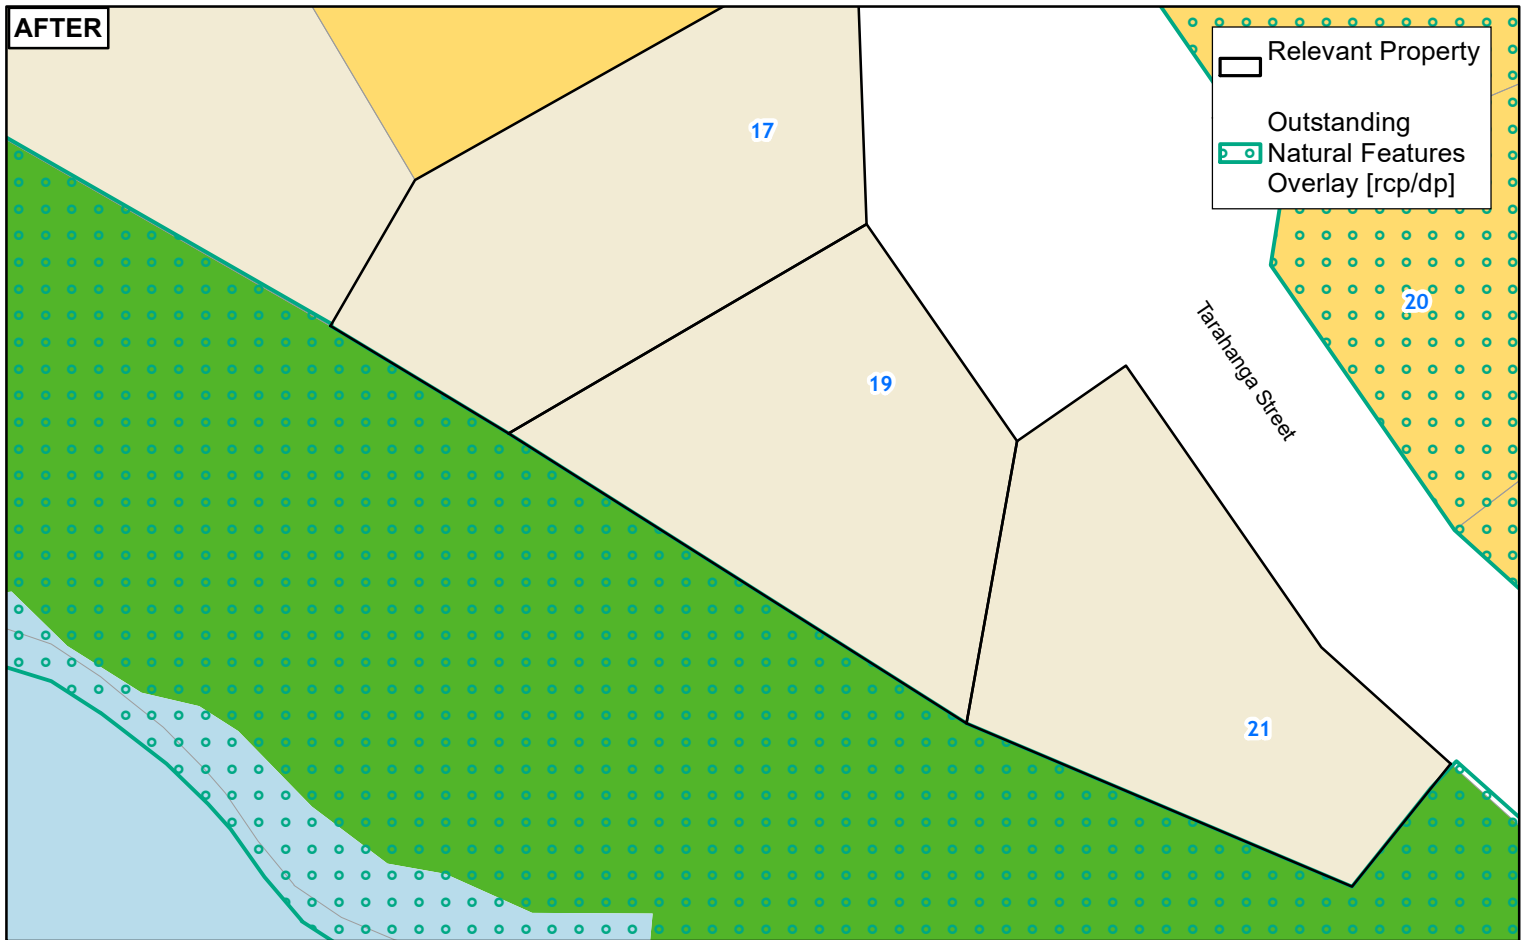 AFTER
Relevant Property
Outstanding
Natural Features
Overlay [rcp/dp]
17
19
20
21
Tarahanga Street